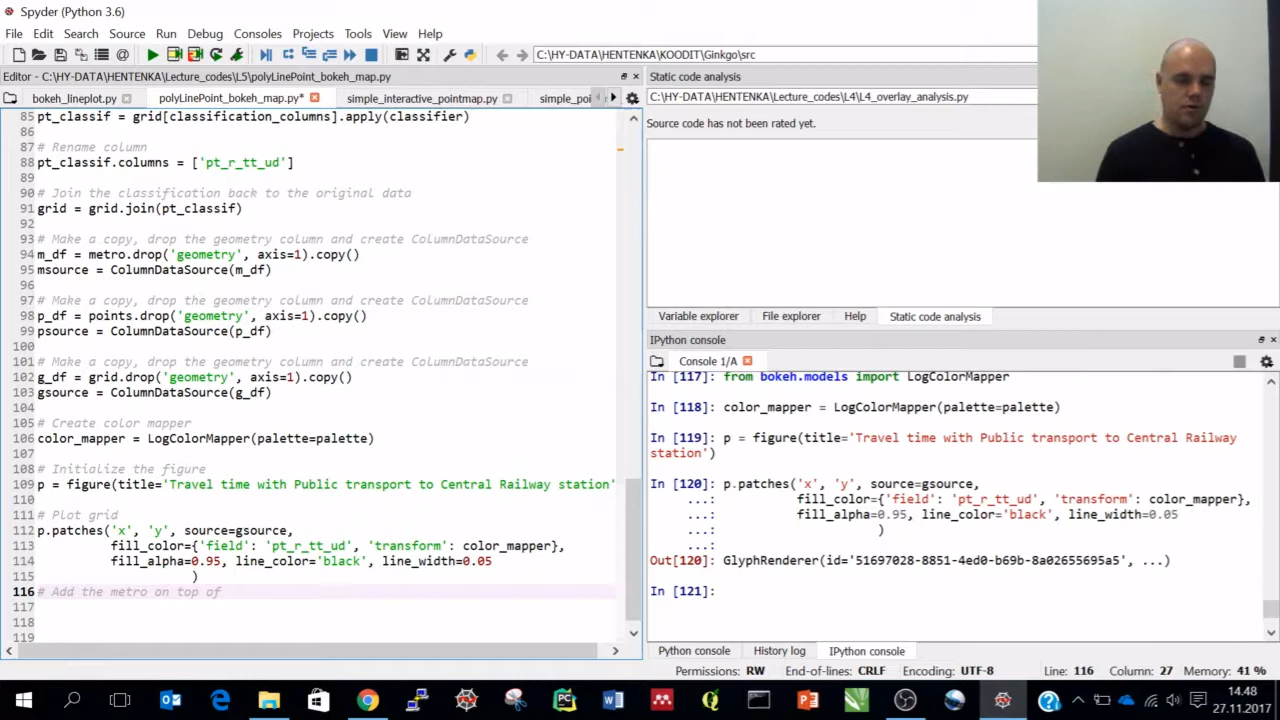 Spyder (Python 3.6)
File Edit Search Source Run Debug Consoles Projects Tools View Help
C:\HY-DATA\HENTENKA\KOODIT\Ginkgo\src
Editor - C:\HY-DATA\HENTENKA\Lecture_codes\L5\polyLinePoint_bokeh_map.py
bokeh_lineplot.py polyLinePoint_bokeh_map.py* simple_interactive_pointmap.py simple_poi
85 pt_classif = grid[classification_columns].apply(classifier)
86
87 # Rename column
88 pt_classif.columns = ['pt_r_tt_ud']
89
90 # Join the classification back to the original data
91 grid = grid.join(pt_classif)
92
93 # Make a copy, drop the geometry column and create ColumnDataSource
94 m_df = metro.drop('geometry', axis=1).copy()
95 msource = ColumnDataSource(m_df)
96
97 # Make a copy, drop the geometry column and create ColumnDataSource
98 p_df = points.drop('geometry', axis=1).copy()
99 psource = ColumnDataSource(p_df)
100
101 # Make a copy, drop the geometry column and create ColumnDataSource
102 g_df = grid.drop('geometry', axis=1).copy()
103 gsource = ColumnDataSource(g_df)
104
105 # Create color mapper
106 color_mapper = LogColorMapper(palette=palette)
107
108 # Initialize the figure
109 p = figure(title='Travel time with Public transport to Central Railway station'
110
111 # Plot grid
112 p.patches('x', 'y', source=gsource,
113 fill_color={'field': 'pt_r_tt_ud', 'transform': color_mapper},
114 fill_alpha=0.95, line_color='black', line_width=0.05
115 )
116 # Add the metro on top of
117
118
119
Static code analysis
C:\HY-DATA\HENTENKA\Lecture_codes\L4\L4_overlay_analysis.py
Source code has not been rated yet.
Variable explorer File explorer Help Static code analysis
IPython console
Console 1/A
In [117]: from bokeh.models import LogColorMapper
In [118]: color_mapper = LogColorMapper(palette=palette)
In [119]: p = figure(title='Travel time with Public transport to Central Railway
station')
In [120]: p.patches('x', 'y', source=gsource,
...: fill_color={'field': 'pt_r_tt_ud', 'transform': color_mapper},
...: fill_alpha=0.95, line_color='black', line_width=0.05
...: )
...:
Out[120]: GlyphRenderer(id='51697028-8851-4ed0-b69b-8a02655695a5', ...)
In [121]:
Python console History log IPython console
Permissions: RW End-of-lines: CRLF Encoding: UTF-8 Line: 116 Column: 27 Memory: 41 %
14.48
27.11.2017